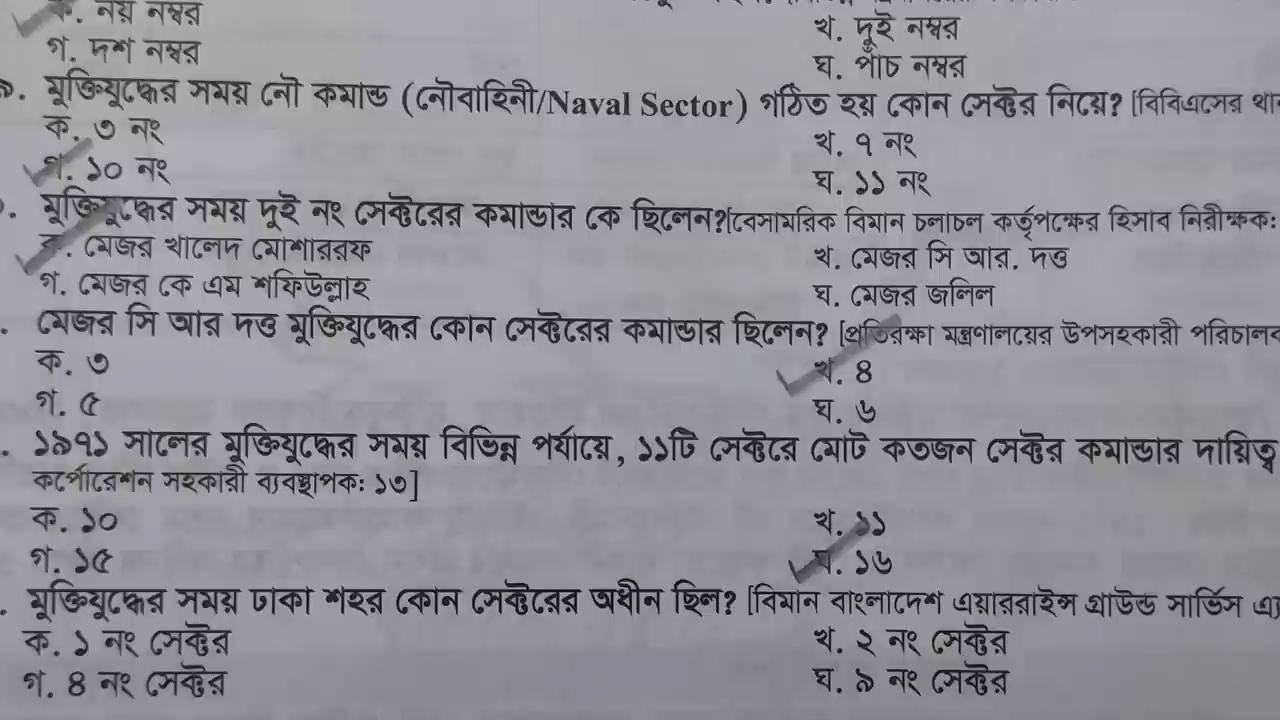 ক. নয় নম্বর
খ. দুই নম্বর
গ. দশ নম্বর
ঘ. পাঁচ নম্বর
৯. মুক্তিযুদ্ধের সময় নৌ কমান্ড (নৌবাহিনী/Naval Sector) গঠিত হয় কোন সেক্টর নিয়ে? [বিবিএসের থা
ক. ৩ নং
খ. ৭ নং
গ. ১০ নং
ঘ. ১১ নং
. মুক্তিযুদ্ধের সময় দুই নং সেক্টরের কমান্ডার কে ছিলেন?[বেসামরিক বিমান চলাচল কর্তৃপক্ষের হিসাব নিরীক্ষক:
ক. মেজর খালেদ মোশাররফ
খ. মেজর সি আর. দত্ত
গ. মেজর কে এম শফিউল্লাহ
ঘ. মেজর জলিল
. মেজর সি আর দত্ত মুক্তিযুদ্ধের কোন সেক্টরের কমান্ডার ছিলেন? [প্রতিরক্ষা মন্ত্রণালয়ের উপসহকারী পরিচালক
ক. ৩
খ. ৪
গ. ৫
ঘ. ৬
. ১৯৭১ সালের মুক্তিযুদ্ধের সময় বিভিন্ন পর্যায়ে, ১১টি সেক্টরে মোট কতজন সেক্টর কমান্ডার দায়িত্ব
কর্পোরেশন সহকারী ব্যবস্থাপক: ১৩]
ক. ১০
খ. ১১
গ. ১৫
ঘ. ১৬
. মুক্তিযুদ্ধের সময় ঢাকা শহর কোন সেক্টরের অধীন ছিল? [বিমান বাংলাদেশ এয়ারলাইন্স গ্রাউন্ড সার্ভিস এ
ক. ১ নং সেক্টর
খ. ২ নং সেক্টর
গ. ৪ নং সেক্টর
ঘ. ৯ নং সেক্টর